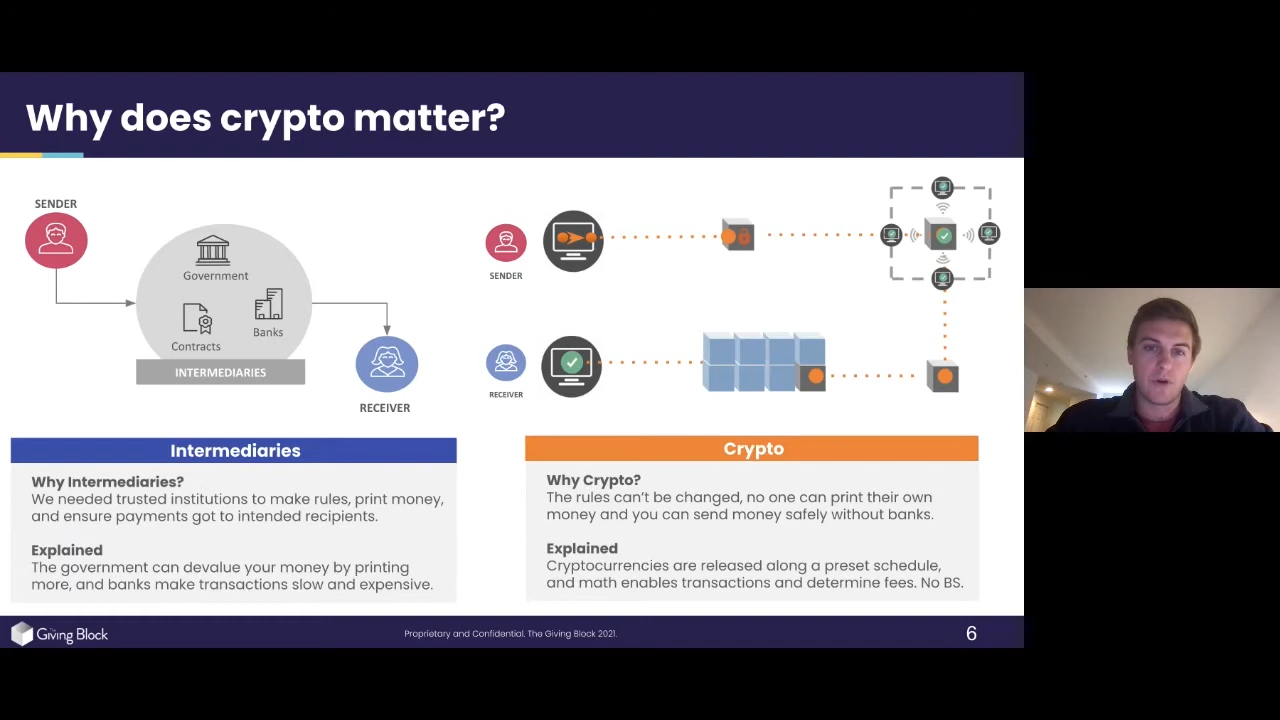 Why does crypto matter?
SENDER
Government
Contracts
Banks
INTERMEDIARIES
RECEIVER
SENDER
RECEIVER
Intermediaries
Why Intermediaries?
We needed trusted institutions to make rules, print money,
and ensure payments got to intended recipients.
Explained
The government can devalue your money by printing
more, and banks make transactions slow and expensive.
Crypto
Why Crypto?
The rules can't be changed, no one can print their own
money and you can send money safely without banks.
Explained
Cryptocurrencies are released along a preset schedule,
and math enables transactions and determine fees. No BS.
The
Giving Block
Proprietary and Confidential. The Giving Block 2021.
6